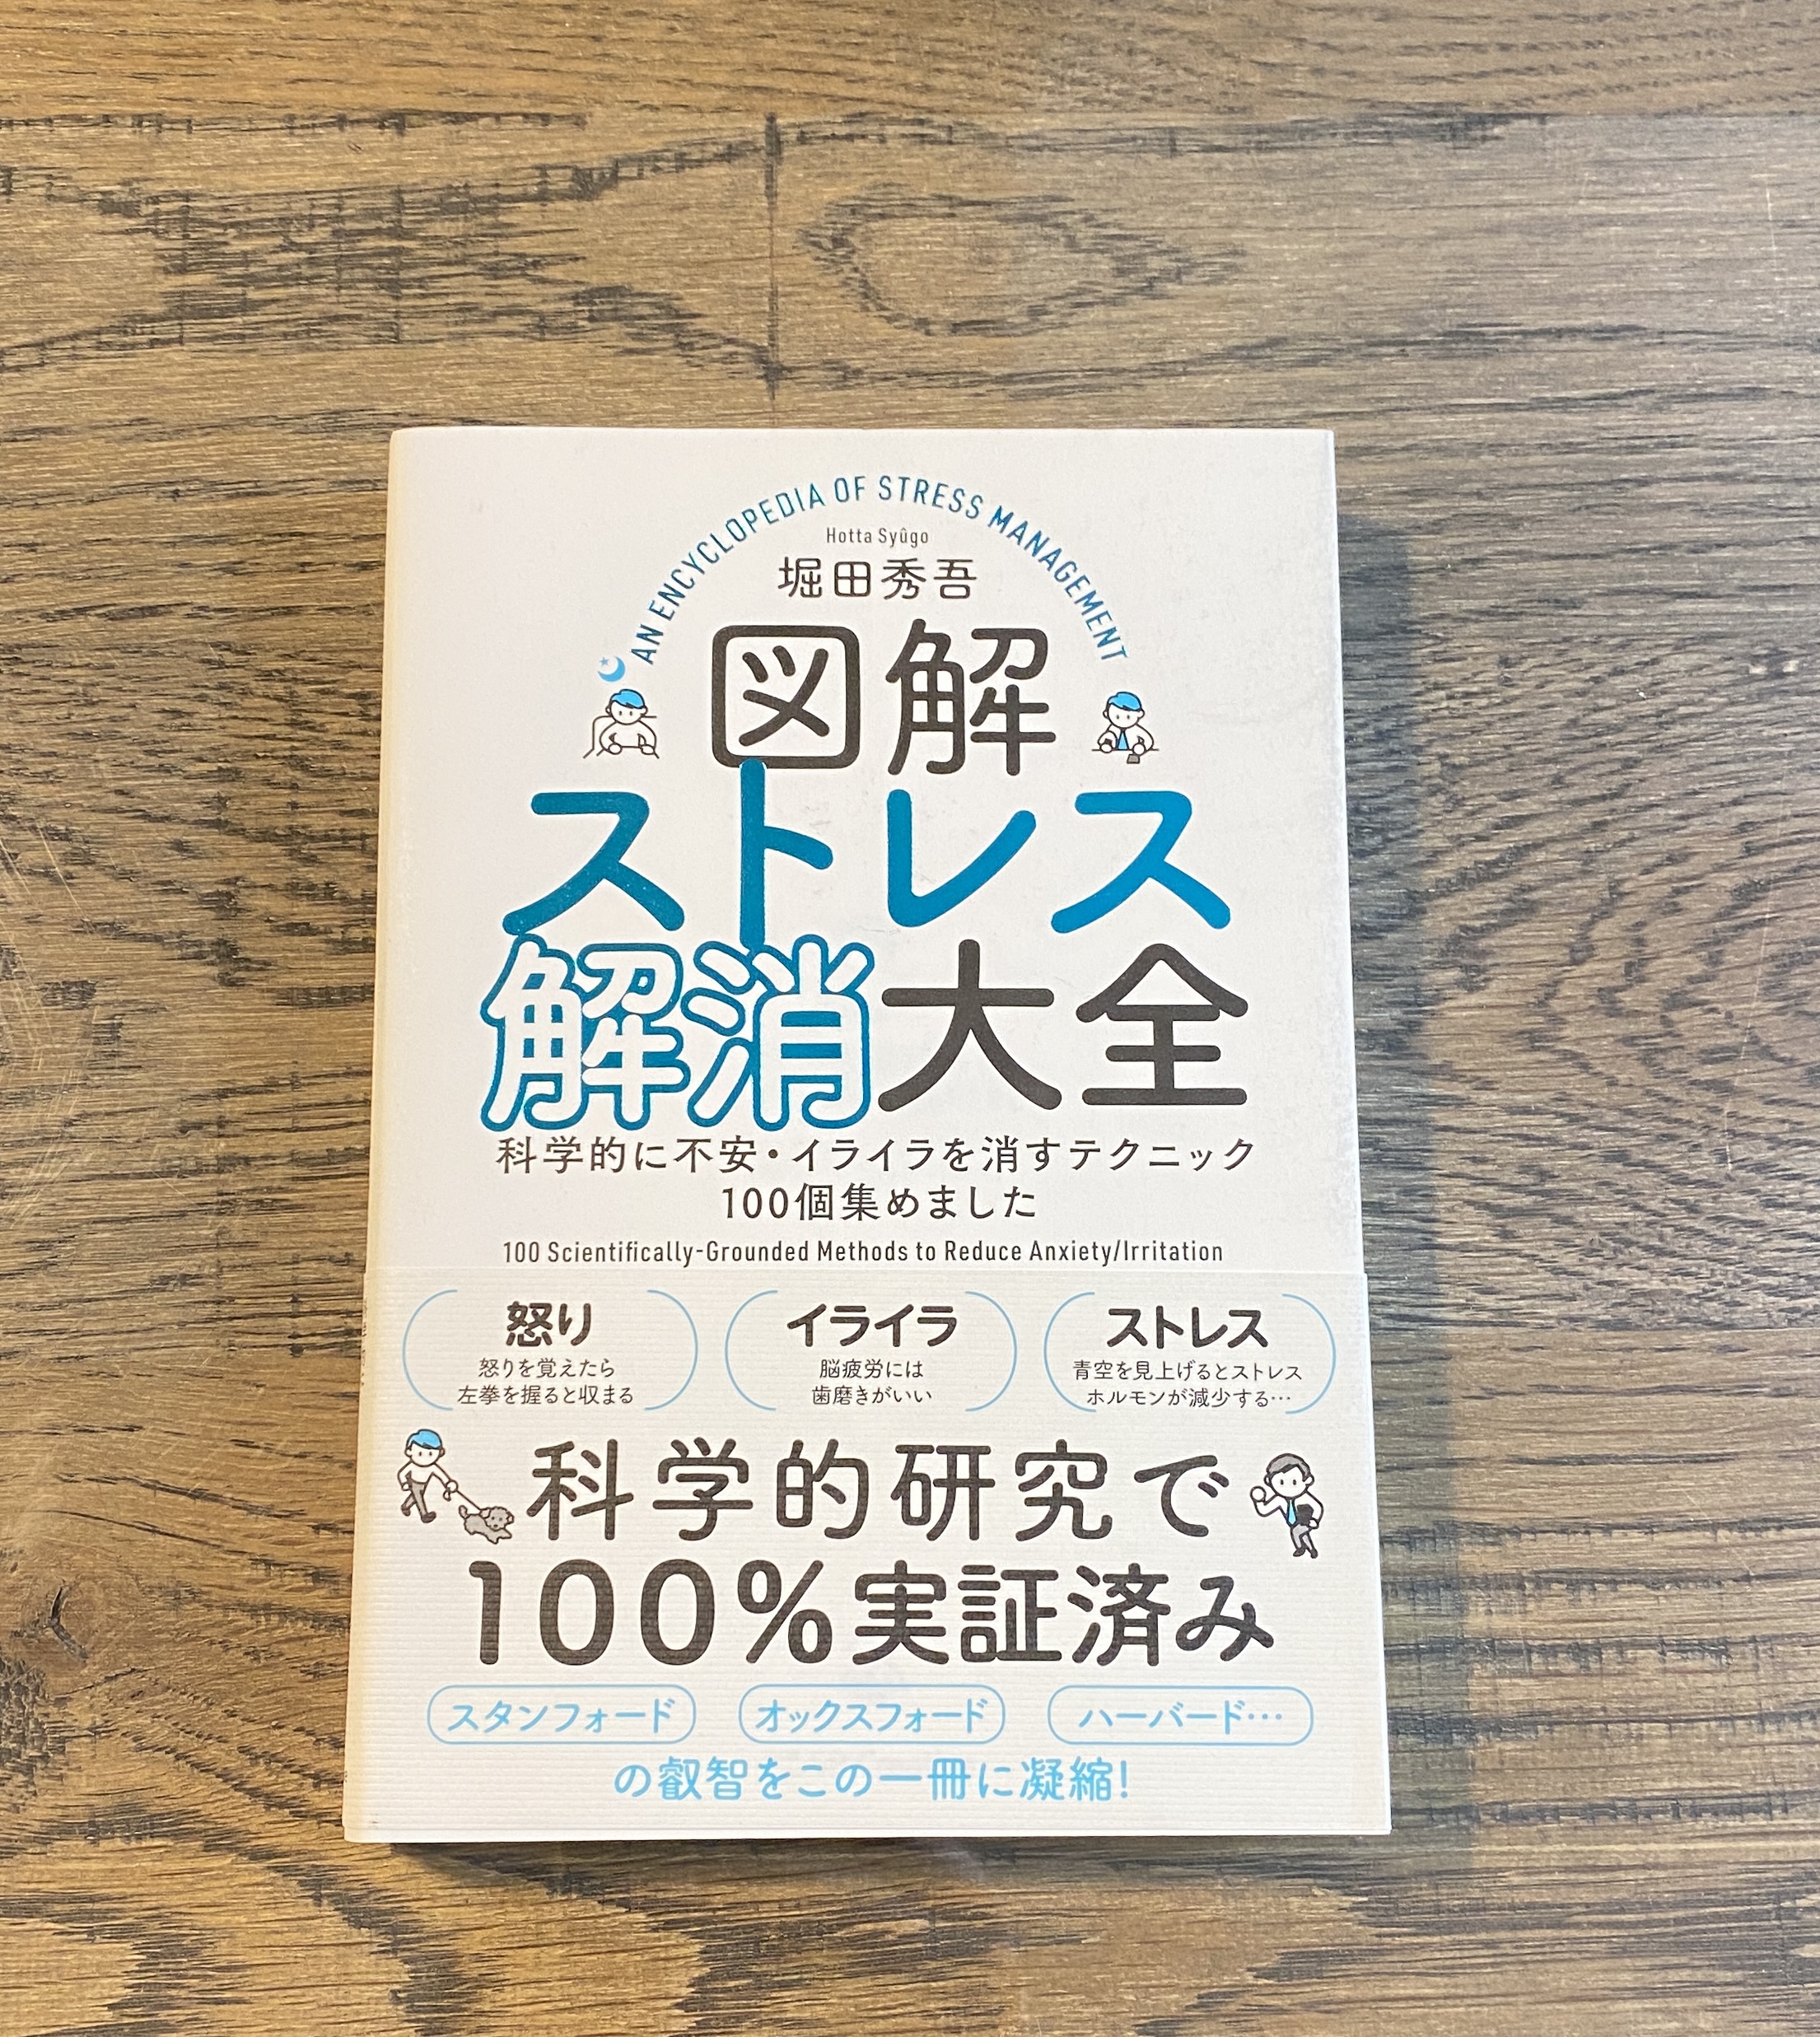 AN ENCYCLOPEDIA OF STRESS MANAGEMENT
Hotta Syûgo
堀田秀吾
図解
ストレス
解消大全
科学的に不安・イライラを消すテクニック
100個集めました
100 Scientifically-Grounded Methods to Reduce Anxiety/Irritation
怒り
怒りを覚えたら
左拳を握ると収まる
イライラ
脳疲労には
歯磨きがいい
ストレス
青空を見上げるとストレス
ホルモンが減少する…
科学的研究で
100%実証済み
スタンフォード オックスフォード ハーバード…
の叡智をこの一冊に凝縮！